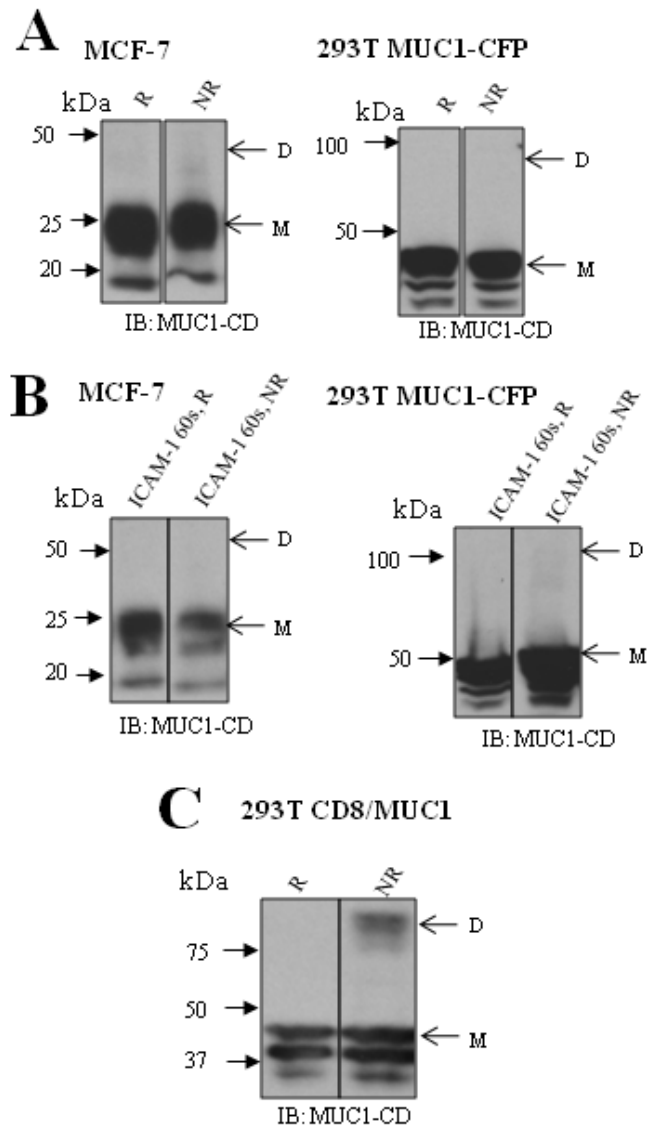 A
MCF-7
293T MUC1-CFP
kDa
R
NR
50
25
20
D
M
IB: MUC1-CD
kDa
R
NR
100
50
D
M
IB: MUC1-CD
B
MCF-7
293T MUC1-CFP
kDa
ICAM-1 60s, R
ICAM-1 60s, NR
50
25
20
D
M
IB: MUC1-CD
kDa
ICAM-1 60s, R
ICAM-1 60s, NR
100
50
D
M
IB: MUC1-CD
C
293T CD8/MUC1
kDa
R
NR
75
50
37
D
M
IB: MUC1-CD